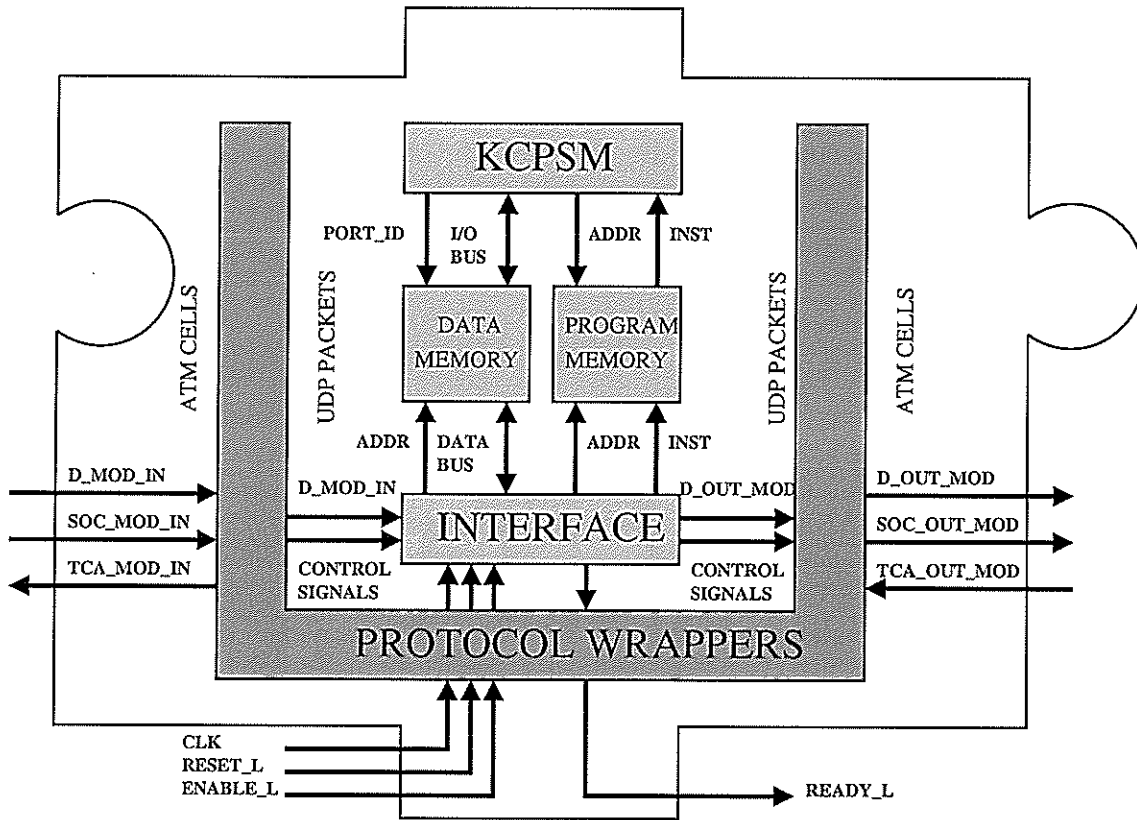 KCPSM
PORT_ID
I/O
BUS
ADDR
INST
ATM CELLS
UDP PACKETS
DATA
MEMORY
PROGRAM
MEMORY
UDP PACKETS
ATM CELLS
ADDR
DATA
BUS
ADDR
INST
D_MOD_IN
SOC_MOD_IN
TCA_MOD_IN
D_MOD_IN
INTERFACE
D_OUT_MOD
CONTROL
SIGNALS
CONTROL
SIGNALS
D_OUT_MOD
SOC_OUT_MOD
TCA_OUT_MOD
PROTOCOL WRAPPERS
CLK
RESET_L
ENABLE_L
READY_L